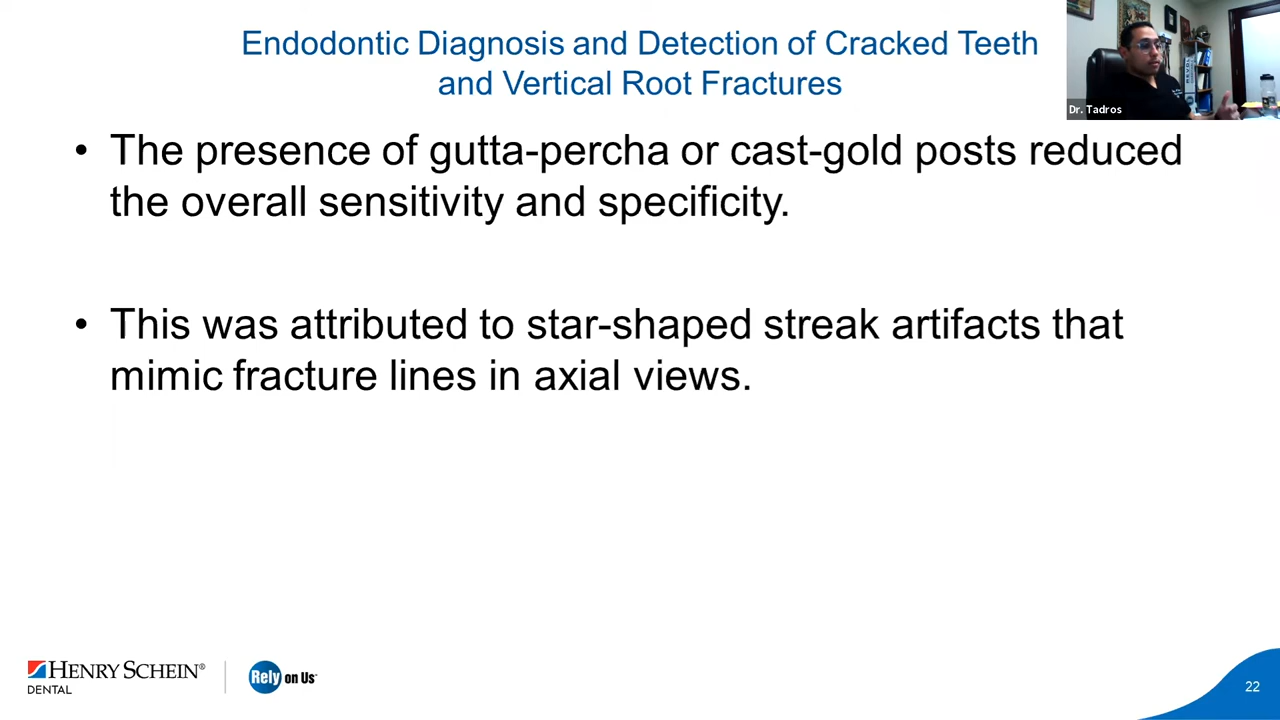 Endodontic Diagnosis and Detection of Cracked Teeth
and Vertical Root Fractures
Dr. Tadros
• The presence of gutta-percha or cast-gold posts reduced
the overall sensitivity and specificity.
• This was attributed to star-shaped streak artifacts that
mimic fracture lines in axial views.
HENRY SCHEIN®
DENTAL
Rely on Us
22